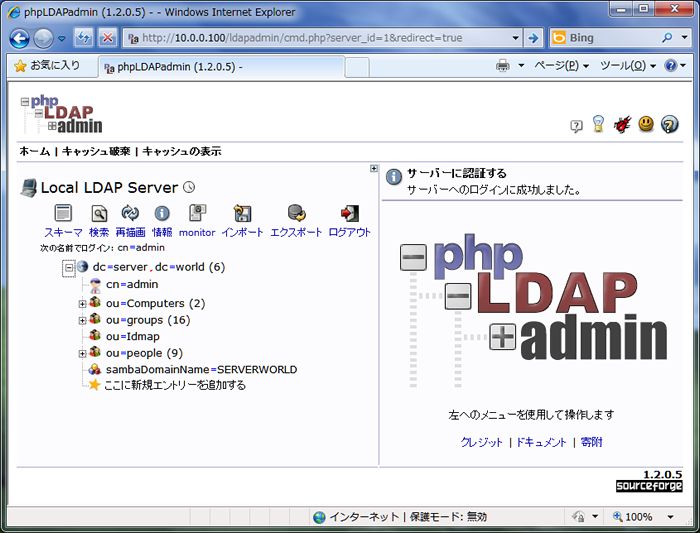 phpLDAPadmin (1.2.0.5) - - Windows Internet Explorer
http://10.0.0.100/ldapadmin/cmd.php?server_id=1&redirect=true
Bing
お気に入り
phpLDAPadmin (1.2.0.5) -
ページ(P)
ツール(O)
php
LDAP
admin
ホーム | キャッシュ破棄 | キャッシュの表示
Local LDAP Server
スキーマ 検索 再描画 情報 monitor インポート エクスポート ログアウト
次の名前でログイン: cn=admin
dc=server,dc=world (6)
cn=admin
ou=Computers (2)
ou=groups (16)
ou=Idmap
ou=people (9)
sambaDomainName=SERVERWORLD
ここに新規エントリーを追加する
サーバーに認証する
サーバーへのログインに成功しました。
php
LDAP
admin
左へのメニューを使用して操作します
クレジット | ドキュメント | 寄附
1.2.0.5
sourceforge
インターネット | 保護モード: 無効
100%